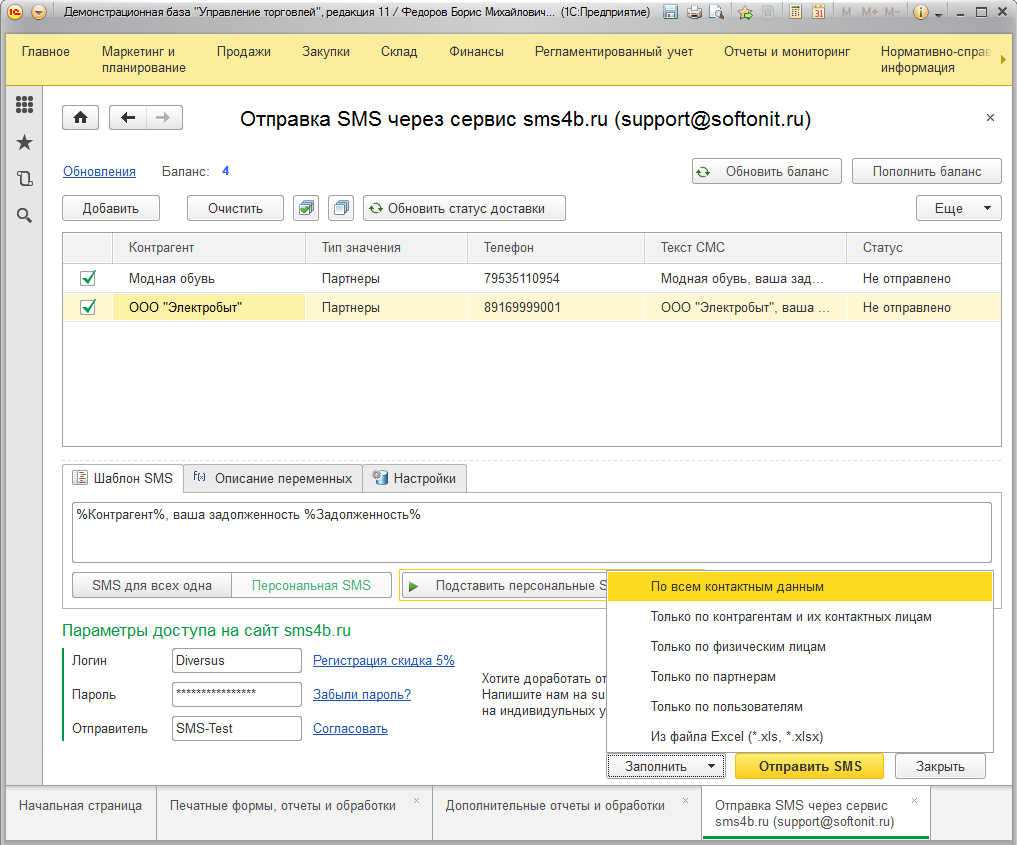 Демонстрационная база "Управление торговлей", редакция 11 / Федоров Борис Михайлович... (1С:Предприятие)
31 M M+ M-
Главное
Маркетинг и
планирование
Продажи
Закупки
Склад
Финансы
Регламентированный учет
Отчеты и мониторинг
Нормативно-справ
информация
Отправка SMS через сервис sms4b.ru (support@softonit.ru)
Обновления Баланс: 4 Обновить баланс Пополнить баланс
Добавить Очистить Обновить статус доставки Еще
Контрагент Тип значения Телефон Текст СМС Статус
Модная обувь Партнеры 79535110954 Модная обувь, ваша зад... Не отправлено
ООО "Электробыт" Партнеры 89169999001 ООО "Электробыт", ваша ... Не отправлено
Шаблон SMS f(x) Описание переменных Настройки
%Контрагент%, ваша задолженность %Задолженность%
SMS для всех одна Персональная SMS Подставить персональные S
По всем контактным данным
Только по контрагентам и их контактных лицам
Только по физическим лицам
Только по партнерам
Только по пользователям
Из файла Excel (*.xls, *.xlsx)
Параметры доступа на сайт sms4b.ru
Логин Diversus Регистрация скидка 5%
Пароль **************** Забыли пароль?
Отправитель SMS-Test Согласовать
Хотите доработать от
Напишите нам на su
на индивидульных у
Заполнить Отправить SMS Закрыть
Начальная страница
Печатные формы, отчеты и обработки
Дополнительные отчеты и обработки
Отправка SMS через сервис
sms4b.ru (support@softonit.ru)